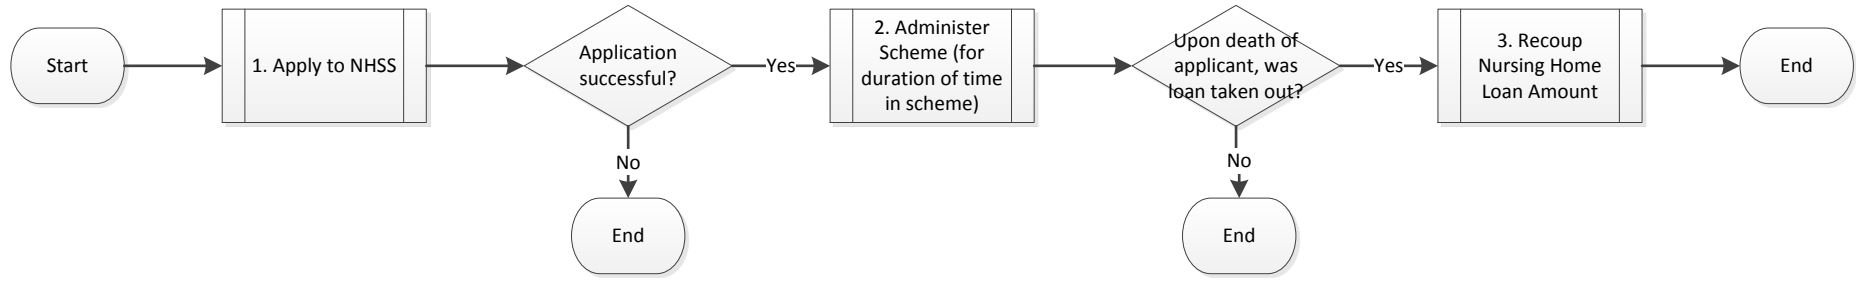 Start
1. Apply to NHSS
Application
successful?
Yes
2. Administer
Scheme (for
duration of time
in scheme)
Upon death of
applicant, was
loan taken out?
Yes
3. Recoup
Nursing Home
Loan Amount
End
No
End
No
End